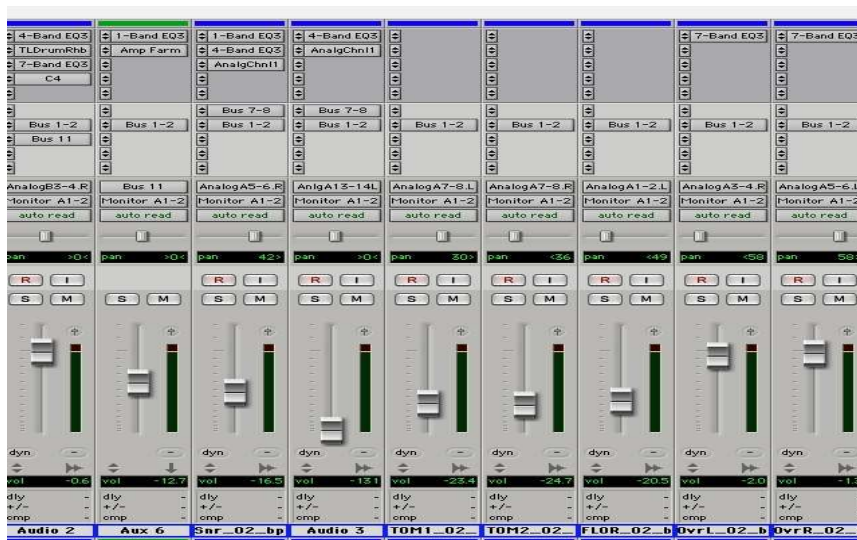 4-Band EQ3 1-Band EQ3 1-Band EQ3 4-Band EQ3 7-Band EQ3 7-Band EQ3
TLDrumRhb Amp Farm 4-Band EQ3 AnalgChnl1
7-Band EQ3 AnalgChnl1
C4
Bus 7-8 Bus 7-8
Bus 1-2 Bus 1-2 Bus 1-2 Bus 1-2 Bus 1-2 Bus 1-2 Bus 1-2 Bus 1-2 Bus 1-2
Bus 11
AnalogB3-4.R Bus 11 AnalogA5-6.R AnlgA13-14L AnalogA7-8.L AnalogA7-8.R AnalogA1-2.L AnalogA3-4.R AnalogA5-6.L
Monitor A1-2 Monitor A1-2 Monitor A1-2 Monitor A1-2 Monitor A1-2 Monitor A1-2 Monitor A1-2 Monitor A1-2 Monitor A1-2
auto read auto read auto read auto read auto read auto read auto read auto read auto read
pan >0< pan >0< pan 42> pan >0< pan 30> pan <36 pan <49 pan <58 pan 58>
R I R I R I R I R I R I R I R I
S M S M S M S M S M S M S M S M S M
dyn - - dyn - dyn - dyn - dyn - dyn - dyn - dyn
vol -0.6 vol -12.7 vol -16.5 vol -131 vol -23.4 vol -24.7 vol -20.5 vol -2.0 vol
dly - dly - dly - dly - dly - dly - dly - dly - dly -
+/- - +/- - +/- - +/- - +/- - +/- - +/- - +/- - +/- -
cmp - cmp - cmp - cmp - cmp - cmp - cmp - cmp - cmp -
Audio 2 Aux 6 Snr_02_bp Audio 3 TOM1_02_ TOM2_02_ FLOR_02_b OvrL_02_b OvrR_02_